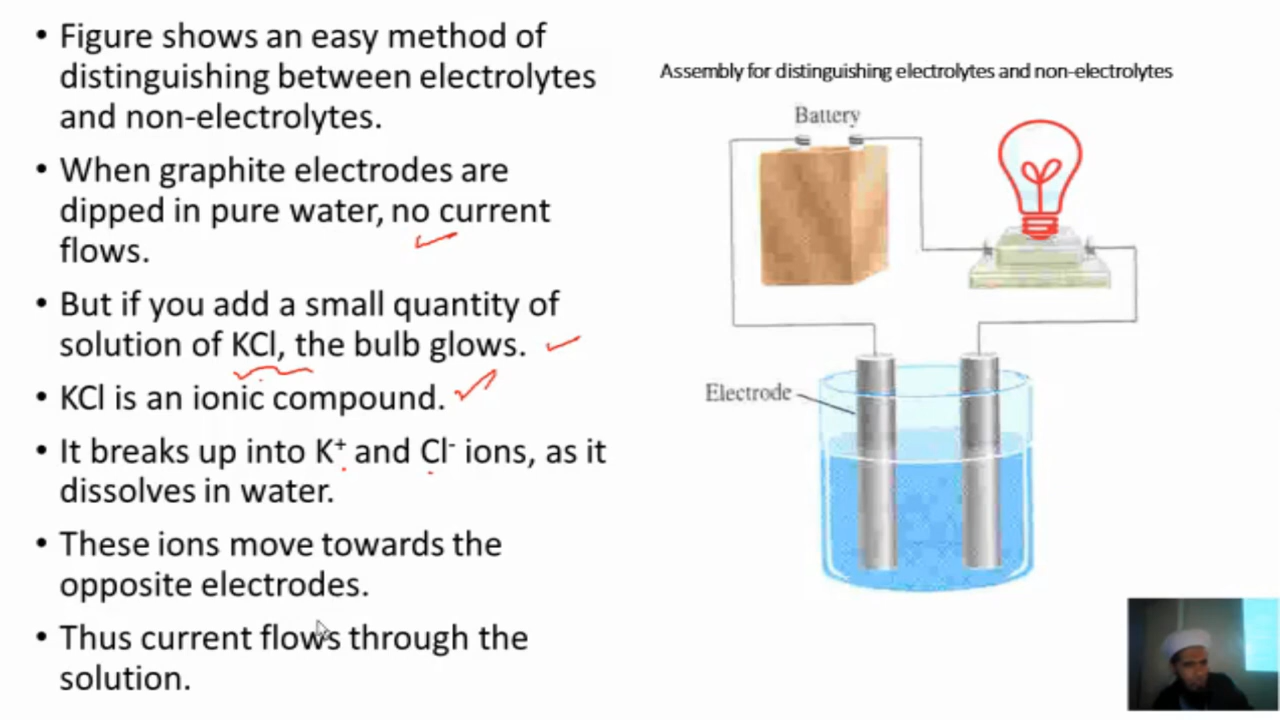 • Figure shows an easy method of
distinguishing between electrolytes
and non-electrolytes.
• When graphite electrodes are
dipped in pure water, no current
flows.
• But if you add a small quantity of
solution of KCl, the bulb glows.
• KCl is an ionic compound.
• It breaks up into K⁺ and Cl⁻ ions, as it
dissolves in water.
• These ions move towards the
opposite electrodes.
• Thus current flows through the
solution.
Assembly for distinguishing electrolytes and non-electrolytes
Battery
Electrode